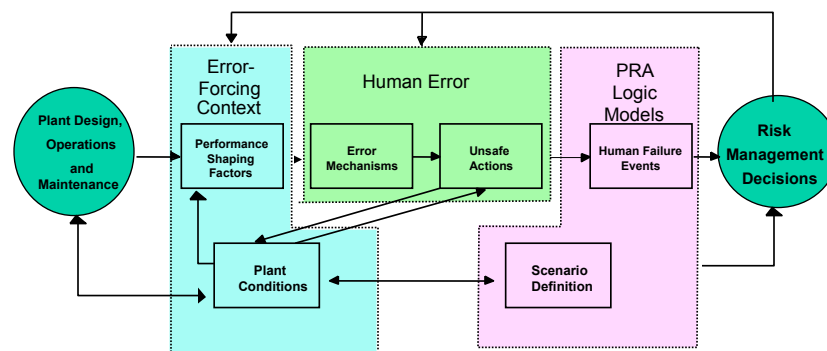 Error-
Forcing
Context
Human Error
PRA
Logic
Models
Plant Design,
Operations
and
Maintenance
Performance
Shaping
Factors
Error
Mechanisms
Unsafe
Actions
Human Failure
Events
Risk
Management
Decisions
Plant
Conditions
Scenario
Definition